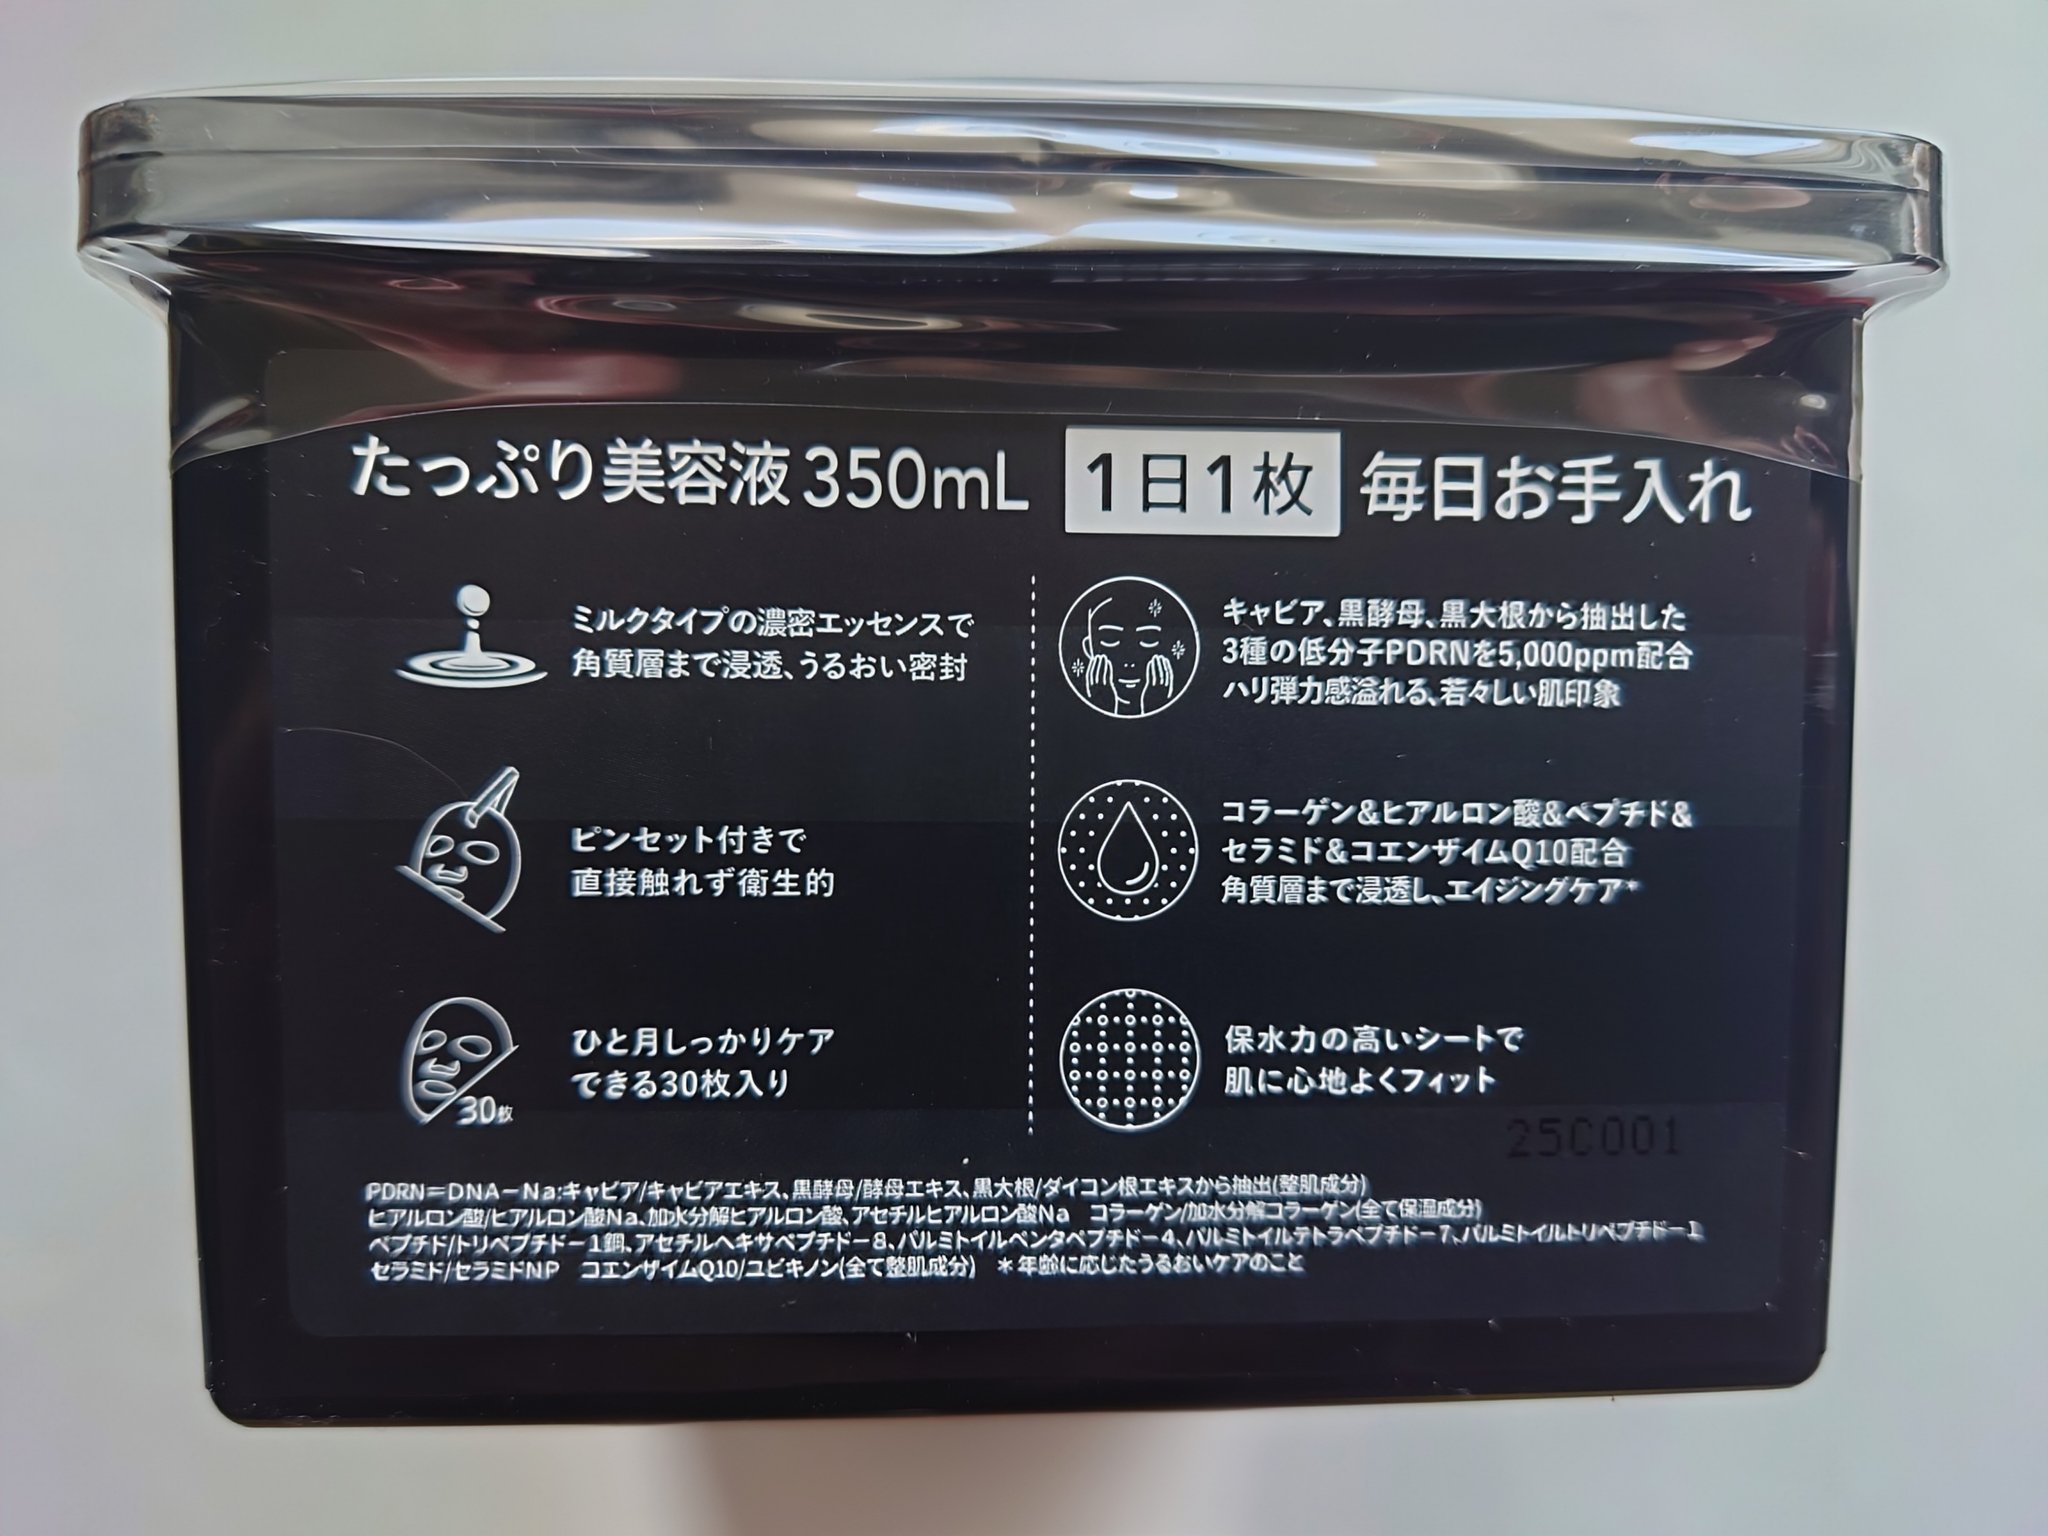 たっぷり美容液350mL 1日1枚 毎日お手入れ
ミルクタイプの濃密エッセンスで
角質層まで浸透、うるおい密封
ピンセット付きで
直接触れず衛生的
ひと月しっかりケア
できる30枚入り
30枚
キャビア、黒酵母、黒大根から抽出した
3種の低分子PDRNを5,000ppm配合
ハリ弾力感溢れる、若々しい肌印象
コラーゲン&ヒアルロン酸&ペプチド&
セラミド&コエンザイムQ10配合
角質層まで浸透し、エイジングケア*
保水力の高いシートで
肌に心地よくフィット
25C001
PDRN=DNA-Na:キャビア/キャビアエキス、黒酵母/酵母エキス、黒大根/ダイコン根エキスから抽出(整肌成分)
ヒアルロン酸/ヒアルロン酸Na、加水分解ヒアルロン酸、アセチルヒアルロン酸Na コラーゲン/加水分解コラーゲン(全て保湿成分)
ペプチド/トリペプチド-1銅、アセチルヘキサペプチド-8、パルミトイルペンタペプチド-4、パルミトイルテトラペプチド-7、パルミトイルトリペプチド-1
セラミド/セラミドNP コエンザイムQ10/ユビキノン(全て整肌成分) *年齢に応じたうるおいケアのこと